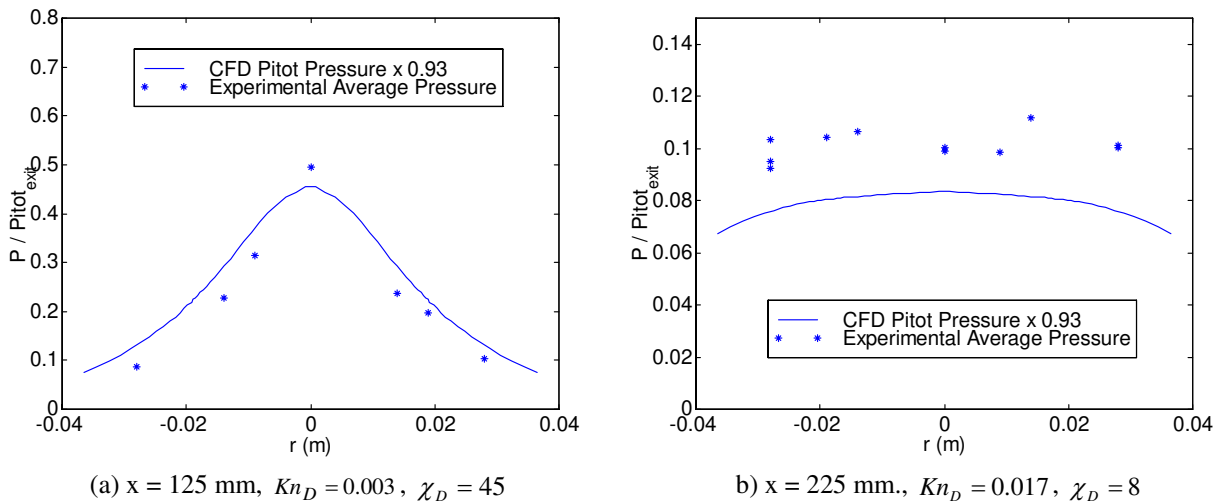 0.8
0.7
0.6
0.5
0.4
0.3
0.2
0.1
0
P / Pitot_exit
CFD Pitot Pressure x 0.93
Experimental Average Pressure
-0.04 -0.02 0 0.02 0.04
r (m)
(a) x = 125 mm, Kn_D = 0.003 , χ_D = 45
0.14
0.12
0.1
0.08
0.06
0.04
0.02
0
P / Pitot_exit
CFD Pitot Pressure x 0.93
Experimental Average Pressure
-0.04 -0.02 0 0.02 0.04
r (m)
b) x = 225 mm., Kn_D = 0.017 , χ_D = 8